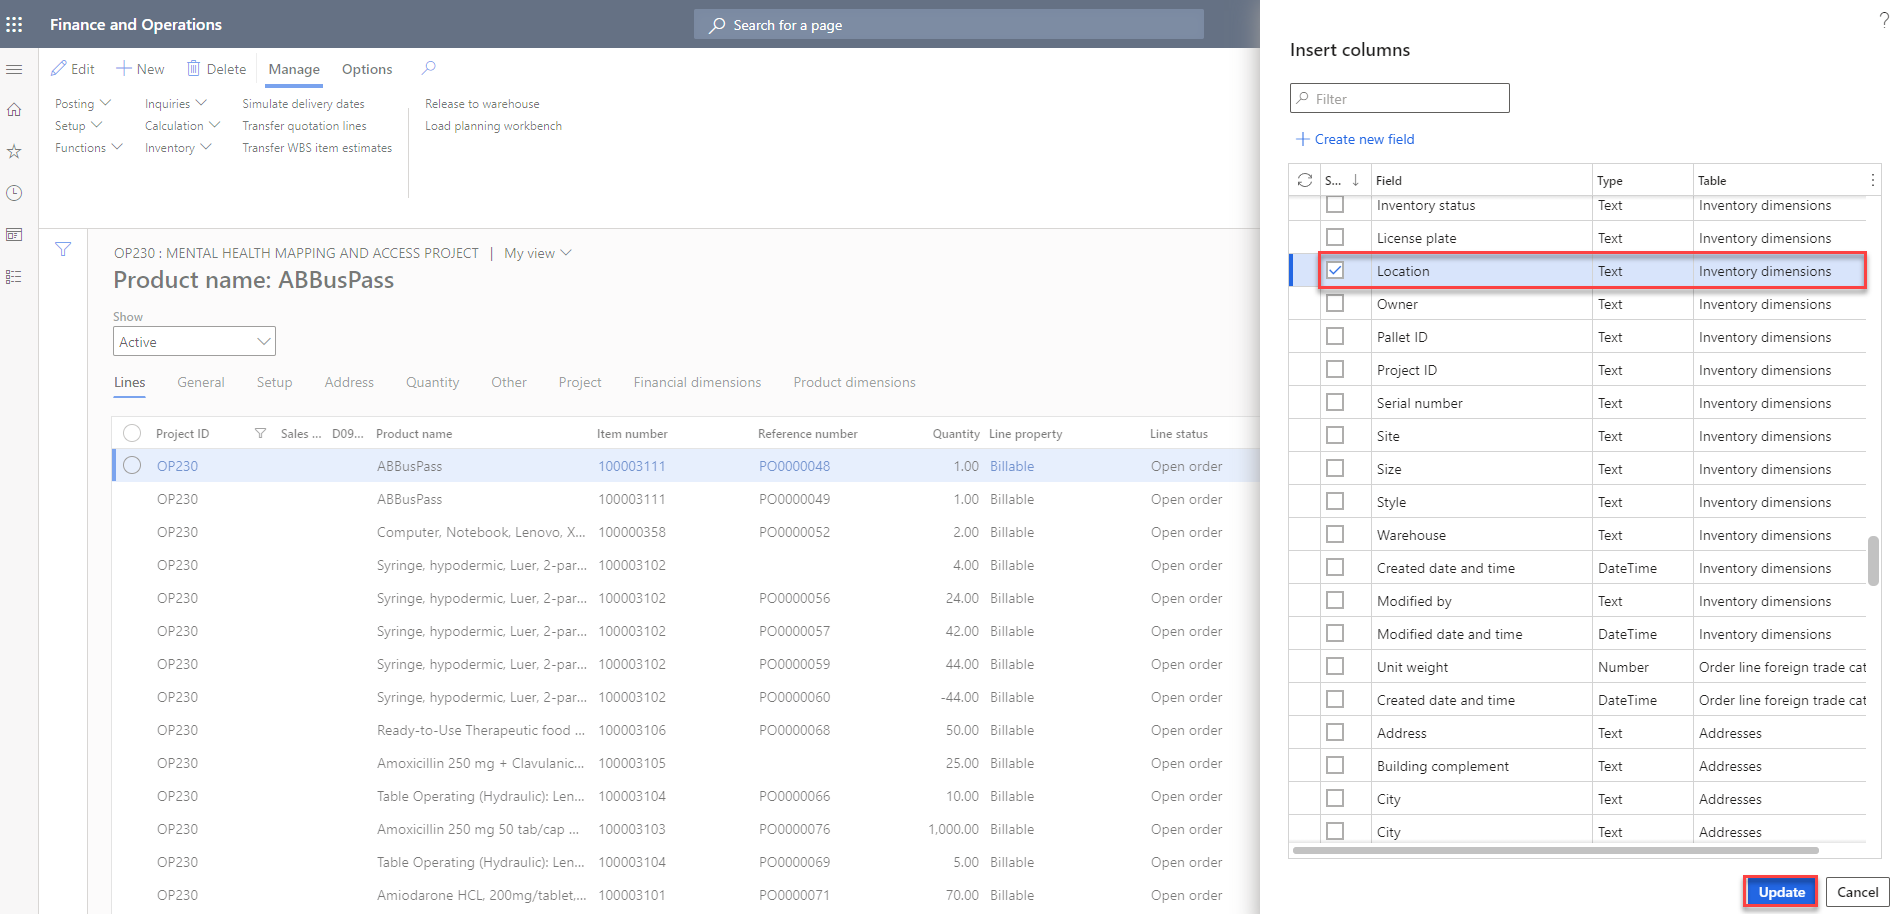 Finance and Operations
Search for a page
?
Edit
New
Delete
Manage
Options
Posting
Inquiries
Simulate delivery dates
Release to warehouse
Setup
Calculation
Transfer quotation lines
Load planning workbench
Functions
Inventory
Transfer WBS item estimates
OP230 : MENTAL HEALTH MAPPING AND ACCESS PROJECT | My view
Product name: ABBusPass
Show
Active
Lines General Setup Address Quantity Other Project Financial dimensions Product dimensions
Project ID Sales ... D09... Product name Item number Reference number Quantity Line property Line status
OP230 ABBusPass 100003111 PO0000048 1.00 Billable Open order
OP230 ABBusPass 100003111 PO0000049 1.00 Billable Open order
OP230 Computer, Notebook, Lenovo, X... 100000358 PO0000052 2.00 Billable Open order
OP230 Syringe, hypodermic, Luer, 2-par... 100003102 4.00 Billable Open order
OP230 Syringe, hypodermic, Luer, 2-par... 100003102 PO0000056 24.00 Billable Open order
OP230 Syringe, hypodermic, Luer, 2-par... 100003102 PO0000057 42.00 Billable Open order
OP230 Syringe, hypodermic, Luer, 2-par... 100003102 PO0000059 44.00 Billable Open order
OP230 Syringe, hypodermic, Luer, 2-par... 100003102 PO0000060 -44.00 Billable Open order
OP230 Ready-to-Use Therapeutic food ... 100003106 PO0000068 50.00 Billable Open order
OP230 Amoxicillin 250 mg + Clavulanic... 100003105 25.00 Billable Open order
OP230 Table Operating (Hydraulic): Len... 100003104 PO0000066 10.00 Billable Open order
OP230 Amoxicillin 250 mg 50 tab/cap ... 100003103 PO0000076 1,000.00 Billable Open order
OP230 Table Operating (Hydraulic): Len... 100003104 PO0000069 5.00 Billable Open order
OP230 Amiodarone HCL, 200mg/tablet,... 100003101 PO0000071 70.00 Billable Open order
Insert columns
Filter
Create new field
S... Field Type Table
Inventory status Text Inventory dimensions
License plate Text Inventory dimensions
Location Text Inventory dimensions
Owner Text Inventory dimensions
Pallet ID Text Inventory dimensions
Project ID Text Inventory dimensions
Serial number Text Inventory dimensions
Site Text Inventory dimensions
Size Text Inventory dimensions
Style Text Inventory dimensions
Warehouse Text Inventory dimensions
Created date and time DateTime Inventory dimensions
Modified by Text Inventory dimensions
Modified date and time DateTime Inventory dimensions
Unit weight Number Order line foreign trade cat
Created date and time DateTime Order line foreign trade cat
Address Text Addresses
Building complement Text Addresses
City Text Addresses
City Text Addresses
Update Cancel